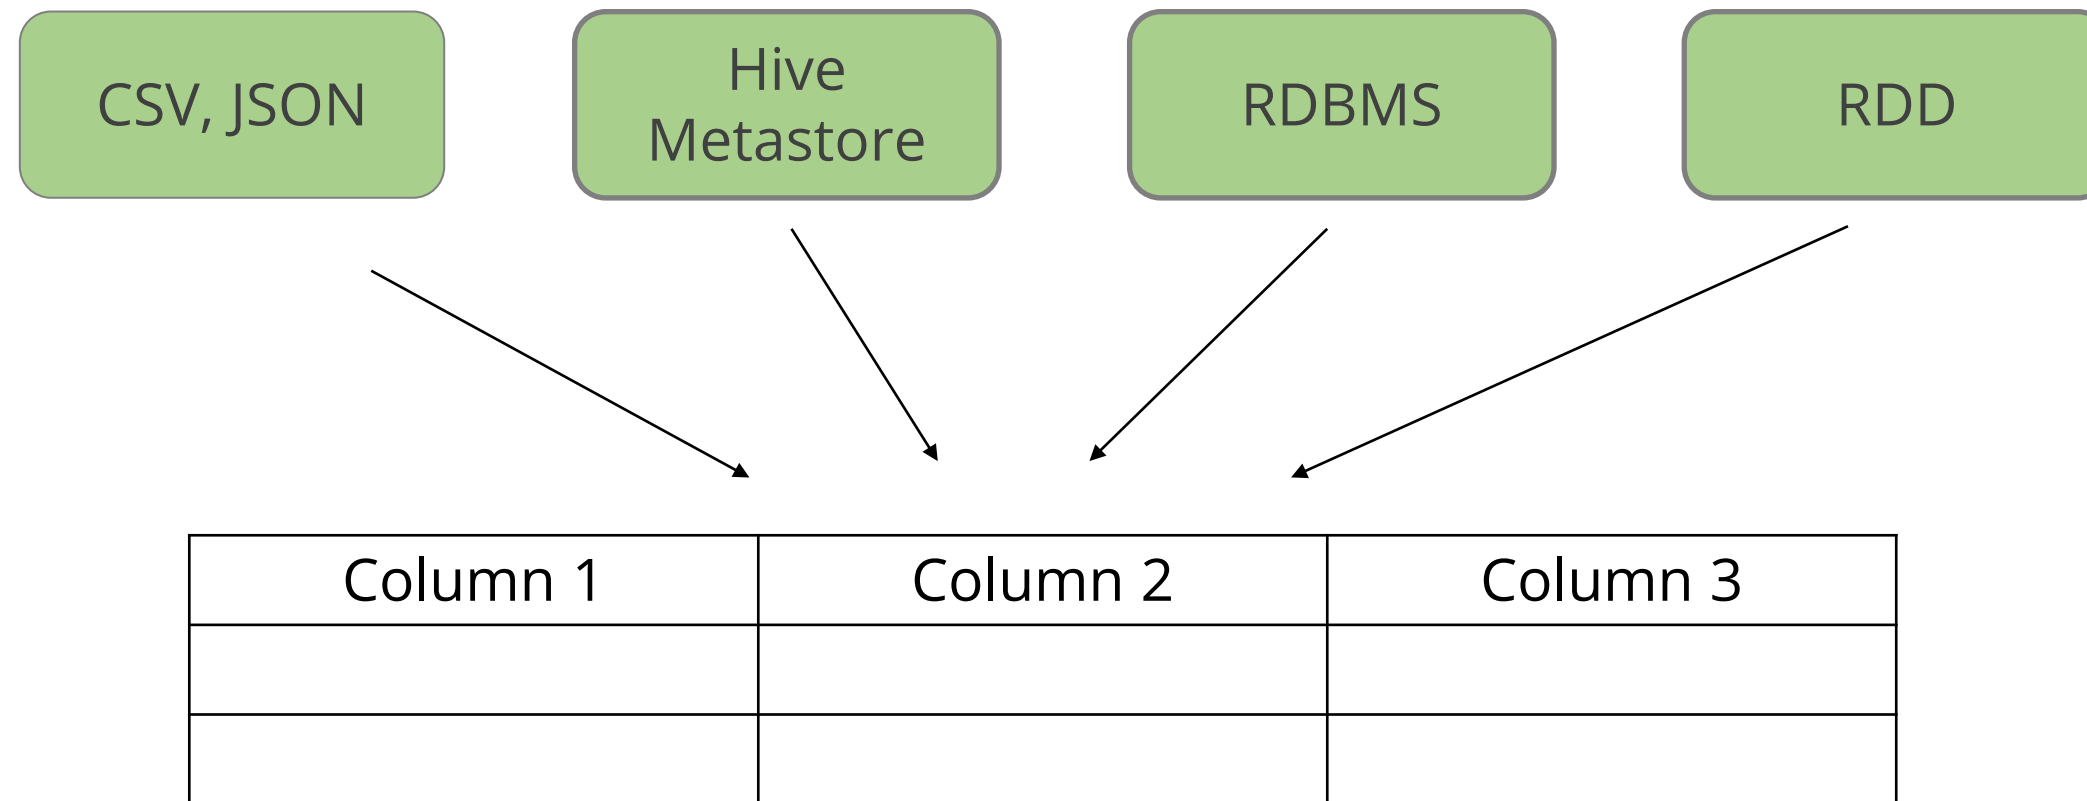 CSV, JSON
Hive
Metastore
RDBMS
RDD
Column 1
Column 2
Column 3